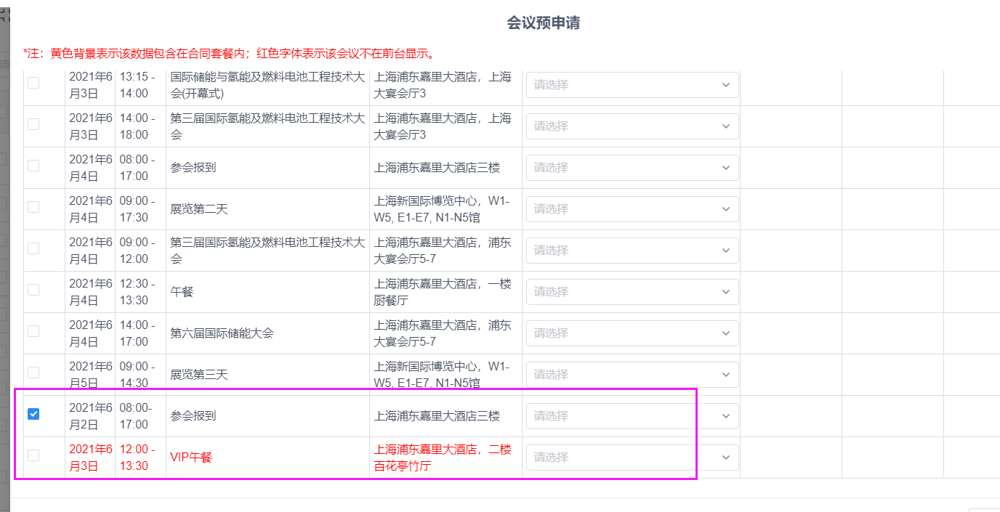 会议预申请
*注：黄色背景表示该数据包含在合同套餐内；红色字体表示该会议不在前台显示。
2021年6月3日 13:15 - 14:00 国际储能与氢能及燃料电池工程技术大会(开幕式) 上海浦东嘉里大酒店，上海大宴会厅3 请选择
2021年6月3日 14:00 - 18:00 第三届国际氢能及燃料电池工程技术大会 上海浦东嘉里大酒店，上海大宴会厅3 请选择
2021年6月4日 08:00 - 17:00 参会报到 上海浦东嘉里大酒店三楼 请选择
2021年6月4日 09:00 - 17:30 展览第二天 上海新国际博览中心，W1-W5, E1-E7, N1-N5馆 请选择
2021年6月4日 09:00 - 12:00 第三届国际氢能及燃料电池工程技术大会 上海浦东嘉里大酒店，浦东大宴会厅5-7 请选择
2021年6月4日 12:30 - 13:30 午餐 上海浦东嘉里大酒店，一楼厨餐厅 请选择
2021年6月4日 14:00 - 17:00 第六届国际储能大会 上海浦东嘉里大酒店，浦东大宴会厅5-7 请选择
2021年6月5日 09:00 - 14:30 展览第三天 上海新国际博览中心，W1-W5, E1-E7, N1-N5馆 请选择
2021年6月2日 08:00-17:00 参会报到 上海浦东嘉里大酒店三楼 请选择
2021年6月3日 12:00 - 13:30 VIP午餐 上海浦东嘉里大酒店，二楼百花亭竹厅 请选择